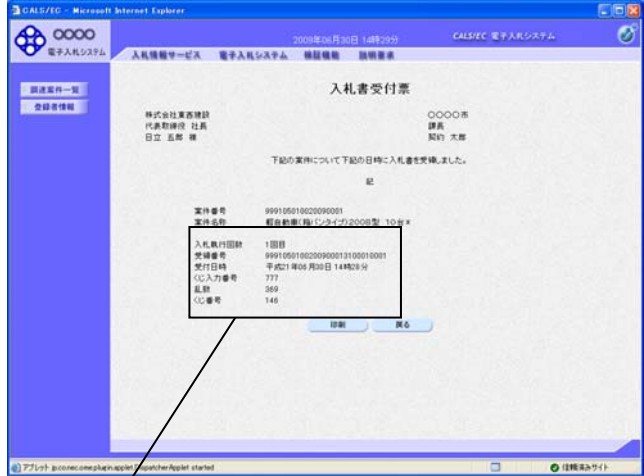 CALS/EC - Microsoft Internet Explorer
OOOO
電子入札システム
2009年06月30日 14時29分
CALS/EC 電子入札システム
入札情報サービス 電子入札システム 検証機能 説明要求
調達案件一覧
登録者情報
入札書受付票
株式会社東西建設
代表取締役 社長
日立 五郎 様
OOOO市
課長
契約 太郎
下記の案件について下記の日時に入札書を受領しました。
記
案件番号 999105010020090001
案件名称 軽自動車(箱バンタイプ)2008型 10台*
入札執行回数 1回目
受領番号 9991050100200900013100010001
受付日時 平成21年06月30日 14時28分
くじ入力番号 777
乱数 369
くじ番号 146
印刷 戻る
アプレット jp.co.nec.oneplugin.applet.DispatcherApplet started
信頼済みサイト